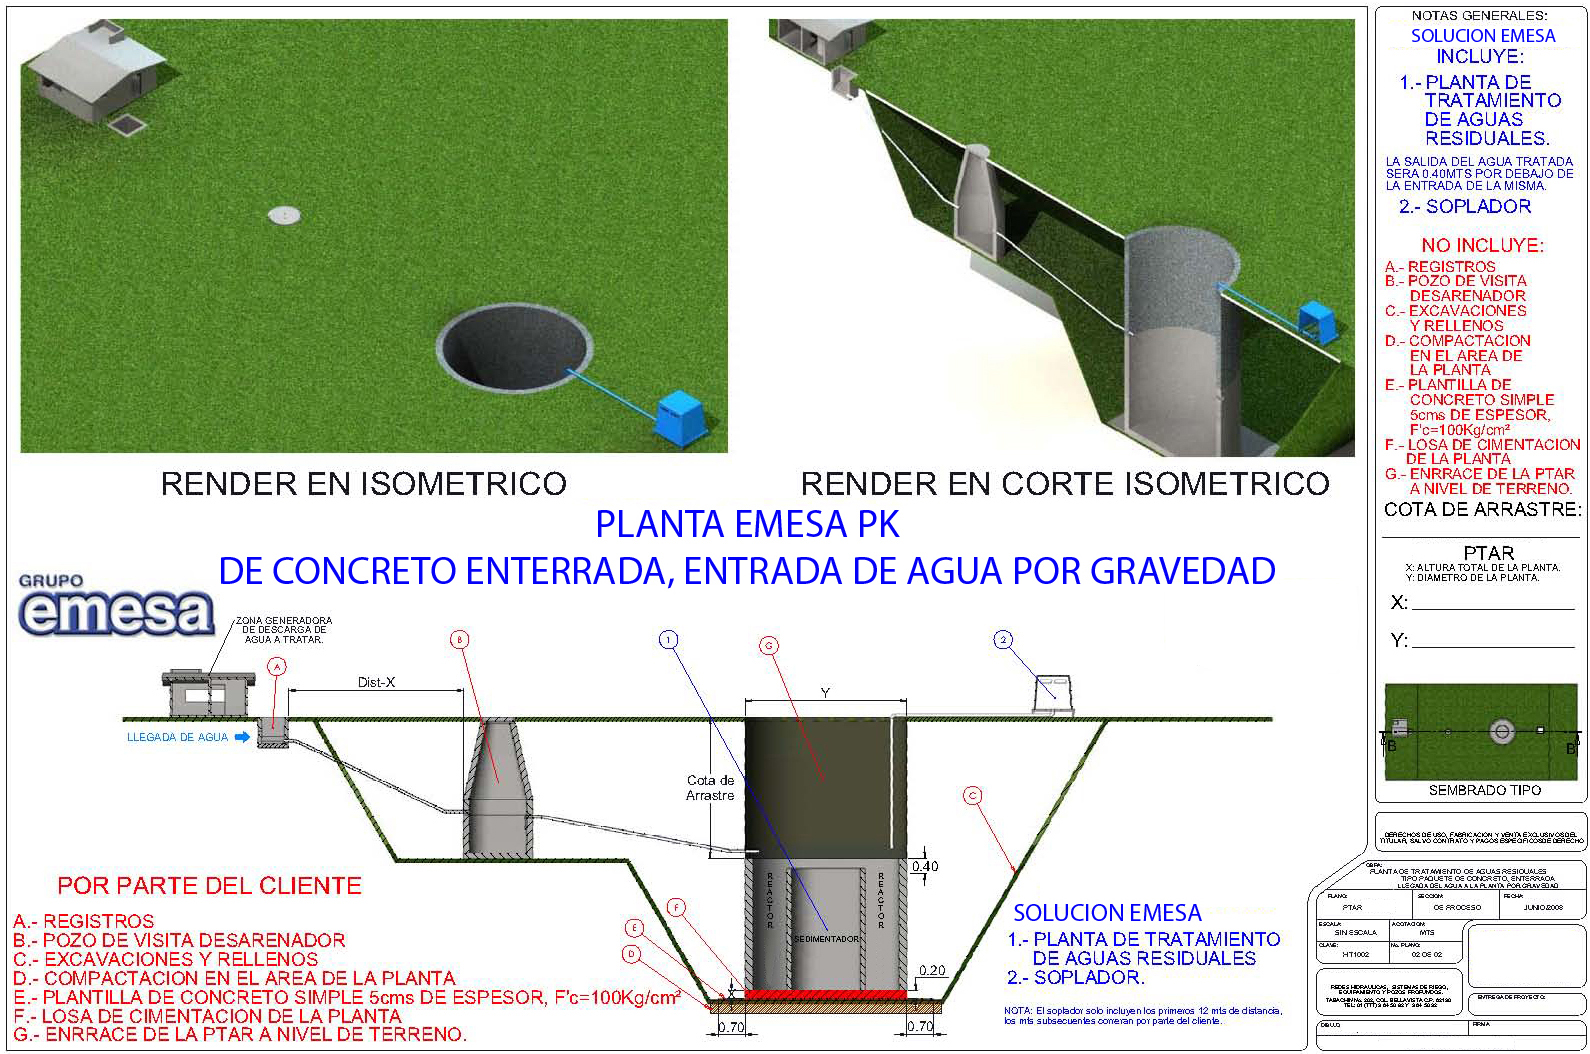 RENDER EN ISOMETRICO
RENDER EN CORTE ISOMETRICO
PLANTA EMESA PK
DE CONCRETO ENTERRADA, ENTRADA DE AGUA POR GRAVEDAD
GRUPO
emesa
ZONA GENERADORA
DE DESCARGA DE
AGUA A TRATAR.
A
B
1
G
2
Dist-X
Y
LLEGADA DE AGUA
Cota de
Arrastre
C
0.40
REACTOR
REACTOR
SEDIMENTADOR
F
E
D
0.20
X
0.70
0.70
POR PARTE DEL CLIENTE
A.- REGISTROS
B.- POZO DE VISITA DESARENADOR
C.- EXCAVACIONES Y RELLENOS
D.- COMPACTACION EN EL AREA DE LA PLANTA
E.- PLANTILLA DE CONCRETO SIMPLE 5cms DE ESPESOR, F'c=100Kg/cm²
F.- LOSA DE CIMENTACION DE LA PLANTA
G.- ENRRACE DE LA PTAR A NIVEL DE TERRENO.
SOLUCION EMESA
1.- PLANTA DE TRATAMIENTO
DE AGUAS RESIDUALES
2.- SOPLADOR.
NOTA: El soplador solo incluyen los primeros 12 mts de distancia,
los mts subsecuentes correran por parte del cliente.
NOTAS GENERALES:
SOLUCION EMESA
INCLUYE:
1.- PLANTA DE
TRATAMIENTO
DE AGUAS
RESIDUALES.
LA SALIDA DEL AGUA TRATADA
SERA 0.40MTS POR DEBAJO DE
LA ENTRADA DE LA MISMA.
2.- SOPLADOR
NO INCLUYE:
A.- REGISTROS
B.- POZO DE VISITA
DESARENADOR
C.- EXCAVACIONES
Y RELLENOS
D.- COMPACTACION
EN EL AREA DE
LA PLANTA
E.- PLANTILLA DE
CONCRETO SIMPLE
5cms DE ESPESOR,
F'c=100Kg/cm²
F.- LOSA DE CIMENTACION
DE LA PLANTA
G.- ENRRACE DE LA PTAR
A NIVEL DE TERRENO.
COTA DE ARRASTRE:
PTAR
X: ALTURA TOTAL DE LA PLANTA.
Y: DIAMETRO DE LA PLANTA.
X:
Y:
B
B
SEMBRADO TIPO
DERECHOS DE USO, FABRICACION Y VENTA EXCLUSIVOS DEL
TITULAR, SALVO CONTRATO Y PAGOS ESPECIFICOS DE DERECHO
OBRA:
PLANTA DE TRATAMIENTO DE AGUAS RESIDUALES
TIPO PAQUETE DE CONCRETO, ENTERRADA
LLEGADA DEL AGUA A LA PLANTA POR GRAVEDAD
PLANO:
PTAR
SECCION:
DE PROCESO
FECHA:
JUNIO/2008
ESCALA:
SIN ESCALA
ACOTACION:
MTS
CLAVE:
HT1002
No. PLANO:
02 DE 02
REDES HIDRAULICAS, SISTEMAS DE RIEGO,
EQUIPAMIENTO Y POZOS PROFUNDOS.
ENTREGA DE PROYECTO:
DIBUJO:
FIRMA